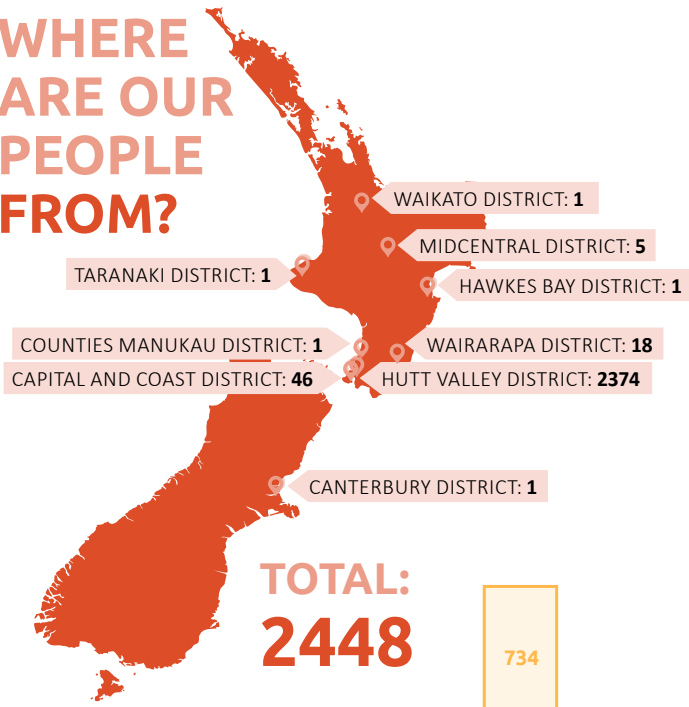 WHERE
ARE OUR
PEOPLE
FROM?
WAIKATO DISTRICT: 1
MIDCENTRAL DISTRICT: 5
TARANAKI DISTRICT: 1
HAWKES BAY DISTRICT: 1
COUNTIES MANUKAU DISTRICT: 1
WAIRARAPA DISTRICT: 18
CAPITAL AND COAST DISTRICT: 46
HUTT VALLEY DISTRICT: 2374
CANTERBURY DISTRICT: 1
TOTAL:
2448
734